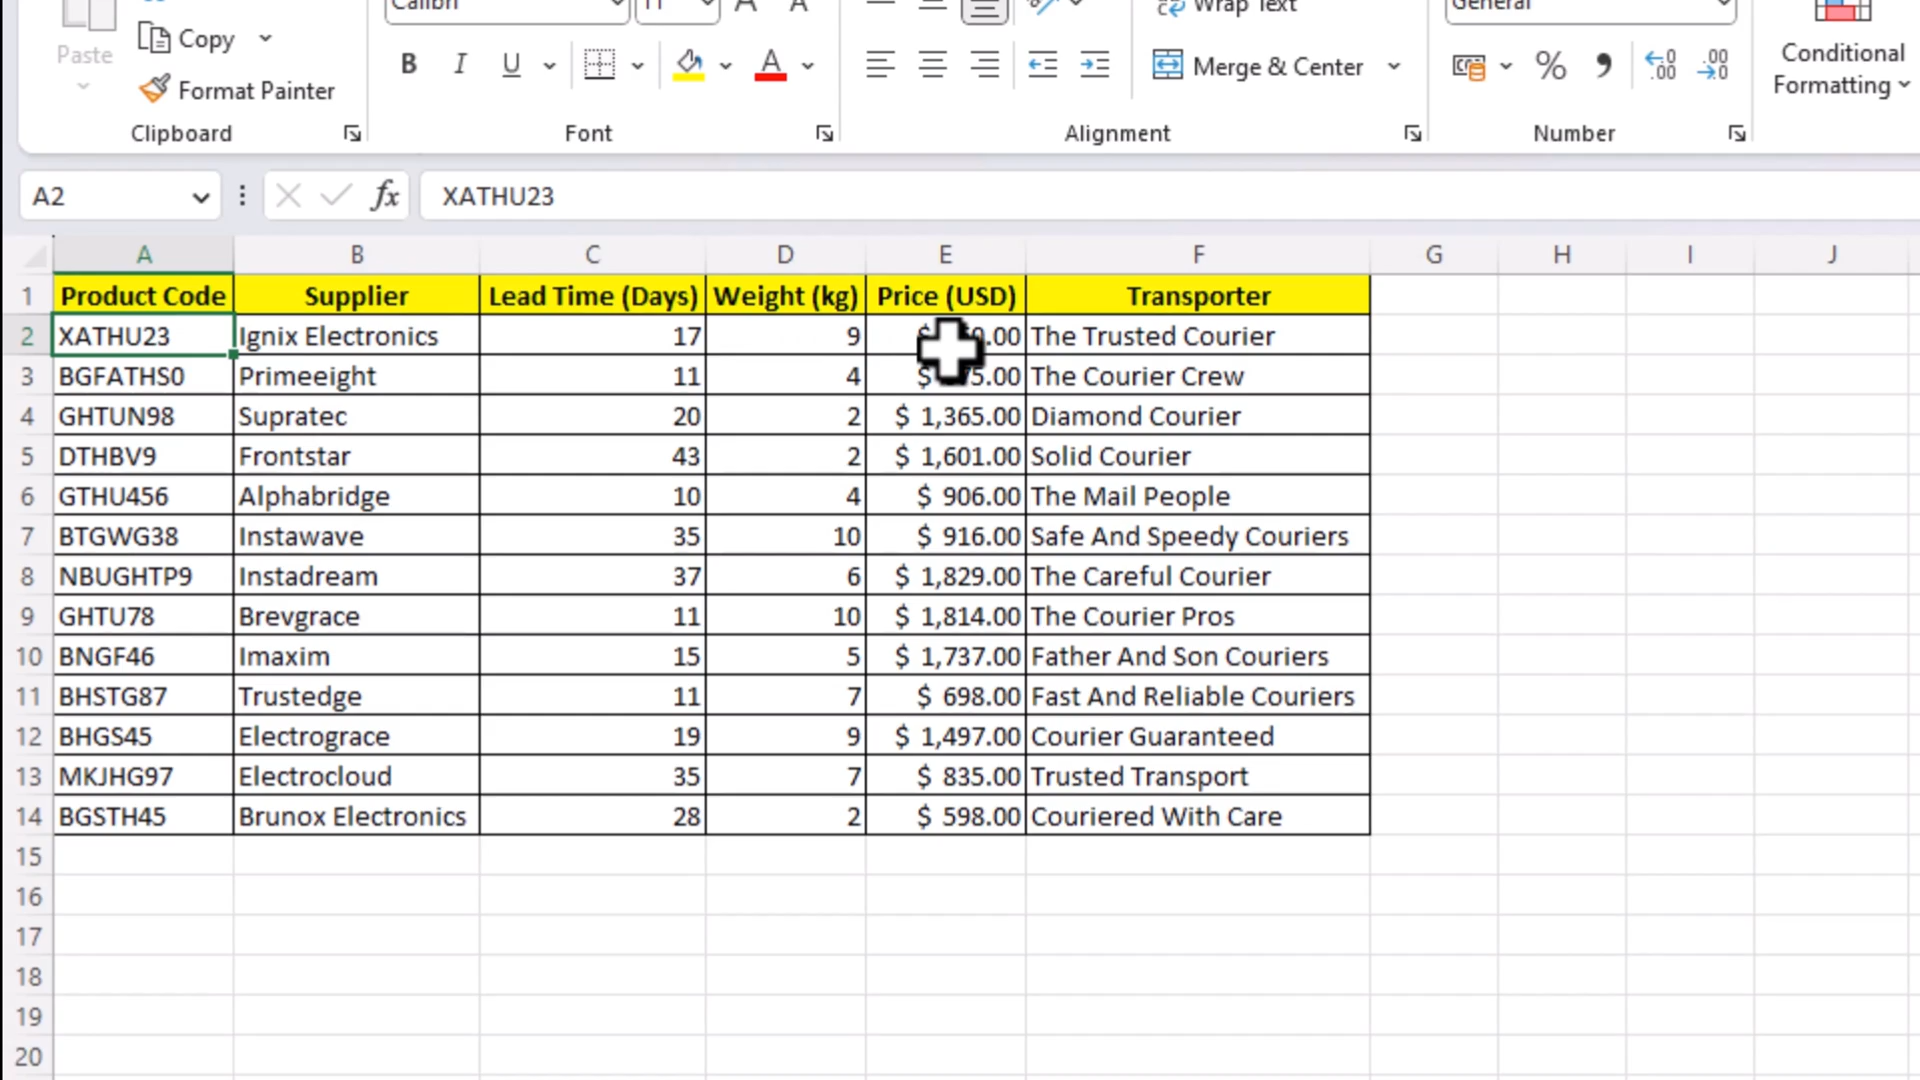 Calibri 11 A A Wrap Text General
Copy
Paste B I U A Merge & Center % , .00 .00 Conditional Formatting
Format Painter
Clipboard Font Alignment Number
A2 fx XATHU23
A B C D E F G H I J
1 Product Code Supplier Lead Time (Days) Weight (kg) Price (USD) Transporter
2 XATHU23 Ignix Electronics 17 9 The Trusted Courier
3 BGFATHS0 Primeeight 11 4 The Courier Crew
4 GHTUN98 Supratec 20 2 $ 1,365.00 Diamond Courier
5 DTHBV9 Frontstar 43 2 $ 1,601.00 Solid Courier
6 GTHU456 Alphabridge 10 4 $ 906.00 The Mail People
7 BTGWG38 Instawave 35 10 $ 916.00 Safe And Speedy Couriers
8 NBUGHTP9 Instadream 37 6 $ 1,829.00 The Careful Courier
9 GHTU78 Brevgrace 11 10 $ 1,814.00 The Courier Pros
10 BNGF46 Imaxim 15 5 $ 1,737.00 Father And Son Couriers
11 BHSTG87 Trustedge 11 7 $ 698.00 Fast And Reliable Couriers
12 BHGS45 Electrograce 19 9 $ 1,497.00 Courier Guaranteed
13 MKJHG97 Electrocloud 35 7 $ 835.00 Trusted Transport
14 BGSTH45 Brunox Electronics 28 2 $ 598.00 Couriered With Care
15
16
17
18
19
20